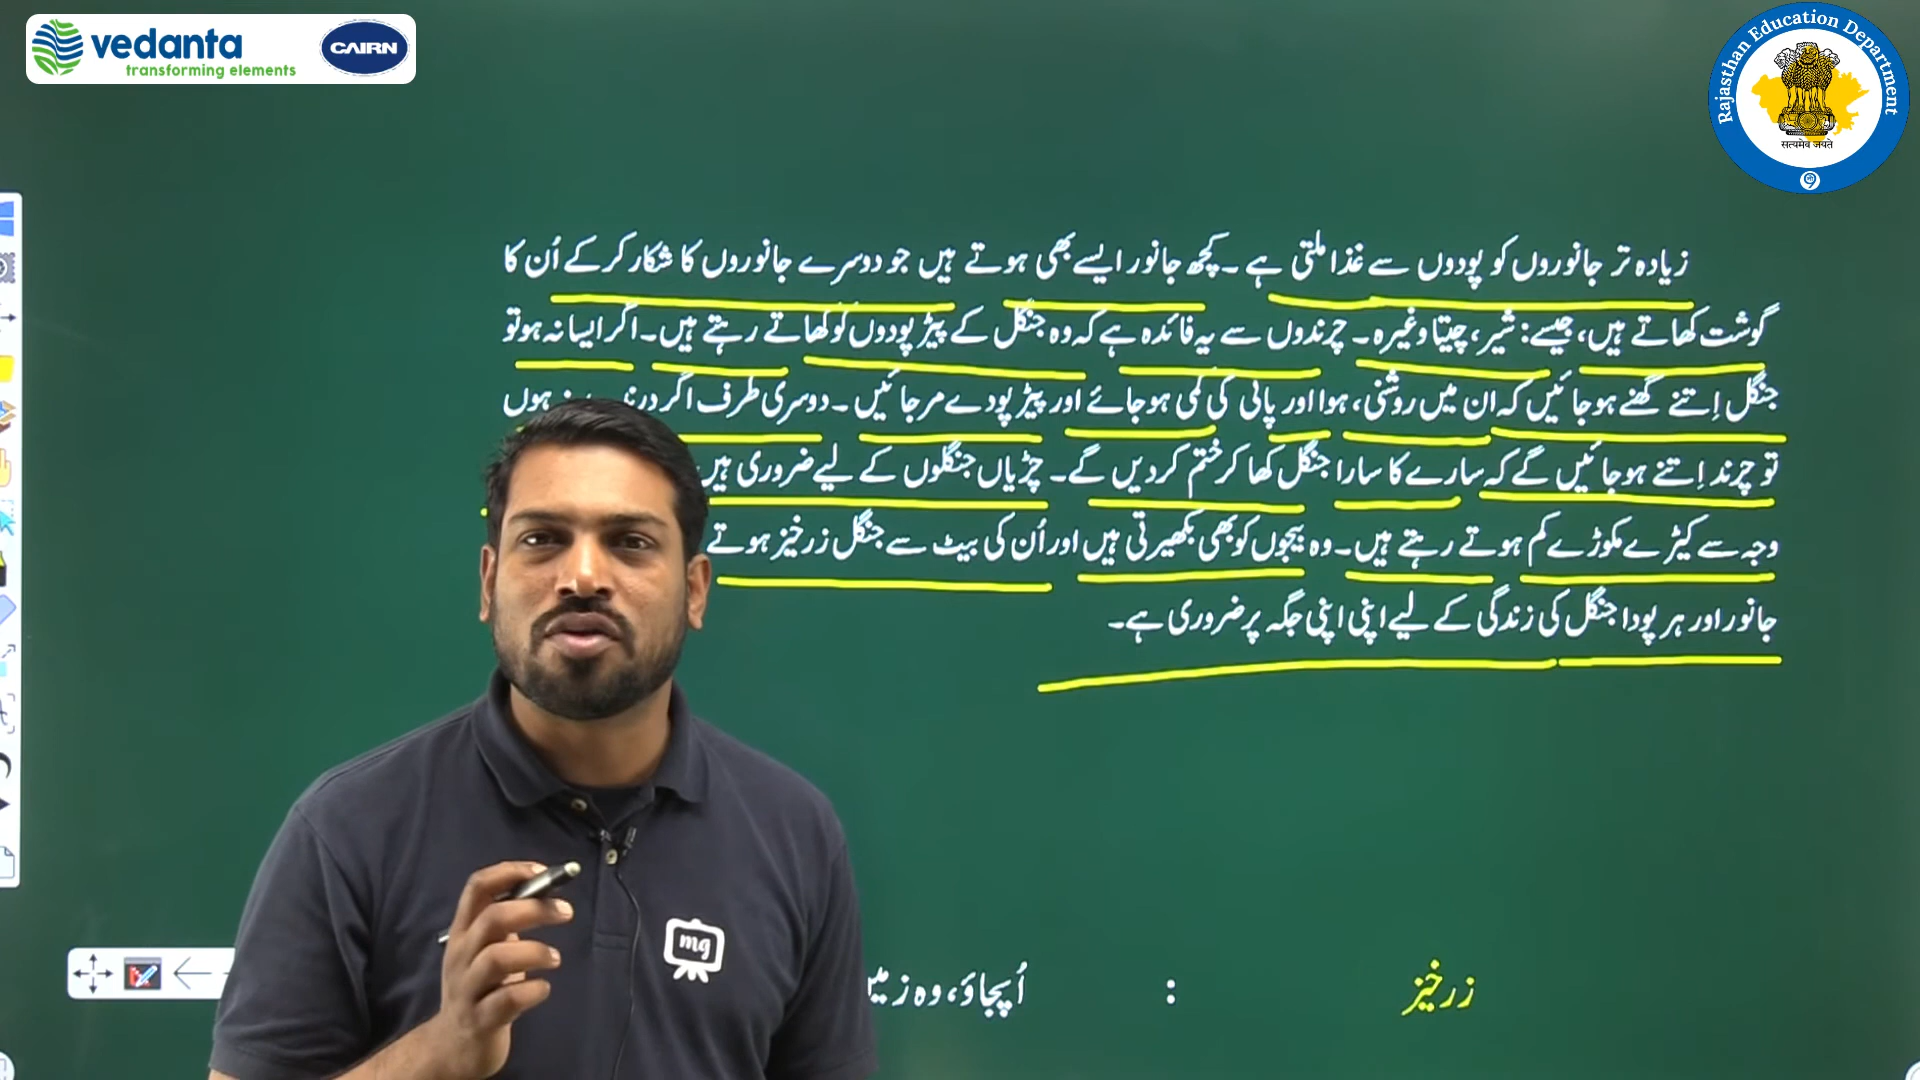 vedanta
transforming elements
CAIRN
Rajasthan Education Department
सत्यमेव जयते
زیادہ تر جانوروں کو پودوں سے غذا ملتی ہے ۔ کچھ جانور ایسے بھی ہوتے ہیں جو دوسرے جانوروں کا شکار کر کے اُن کا
گوشت کھاتے ہیں، جیسے: شیر، چیتا وغیرہ ۔ چرندوں سے یہ فائدہ ہے کہ وہ جنگل کے پیڑ پودوں کو کھاتے رہتے ہیں ۔ اگر ایسا نہ ہو تو
جنگل اِتنے گھنے ہو جائیں کہ ان میں روشنی، ہوا اور پانی کی کمی ہو جائے اور پیڑ پودے مر جائیں ۔ دوسری طرف اگر ہوں
تو چرند اِتنے ہو جائیں گے کہ سارے کا سارا جنگل کھا کر ختم کر دیں گے ۔ چڑیاں جنگلوں کے لیے ضروری ہیں
وجہ سے کیڑے مکوڑے کم ہوتے رہتے ہیں ۔ وہ بیجوں کو بھی بکھیرتی ہیں اور اُن کی بیٹ سے جنگل زرخیز ہوتے
جانور اور ہر پودا جنگل کی زندگی کے لیے اپنی اپنی جگہ پر ضروری ہے ۔
زرخیز : اُپجاؤ، وہ
mg